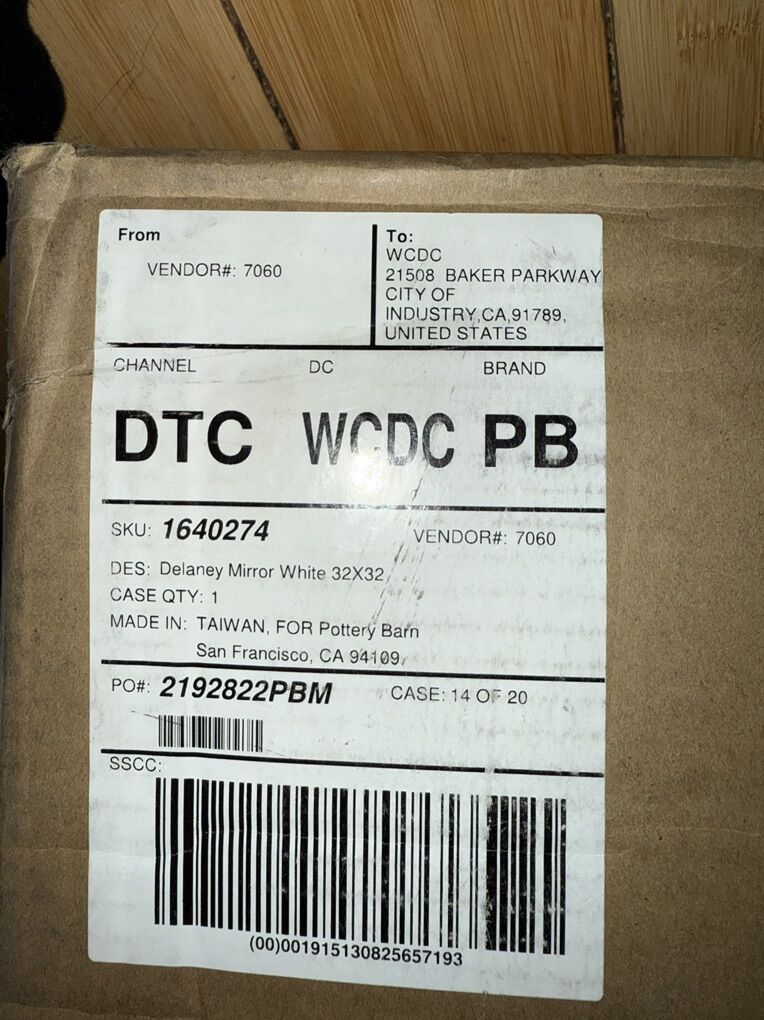 From
VENDOR#: 7060
To:
WCDC
21508 BAKER PARKWAY
CITY OF
INDUSTRY,CA,91789,
UNITED STATES
CHANNEL DC BRAND
DTC WCDC PB
SKU: 1640274 VENDOR#: 7060
DES: Delaney Mirror White 32X32
CASE QTY: 1
MADE IN: TAIWAN, FOR Pottery Barn
San Francisco, CA 94109,
PO#: 2192822PBM CASE: 14 OF 20
SSCC:
(00)001915130825657193